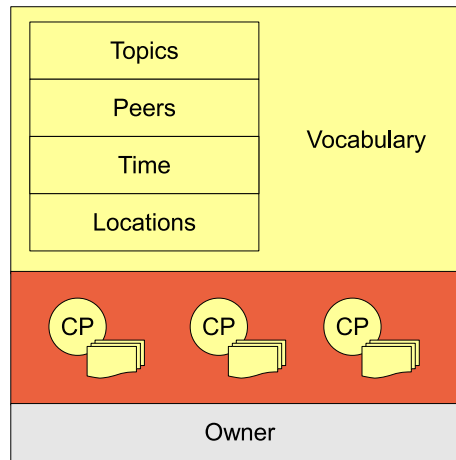 Topics
Peers
Vocabulary
Time
Locations
CP CP CP
Owner